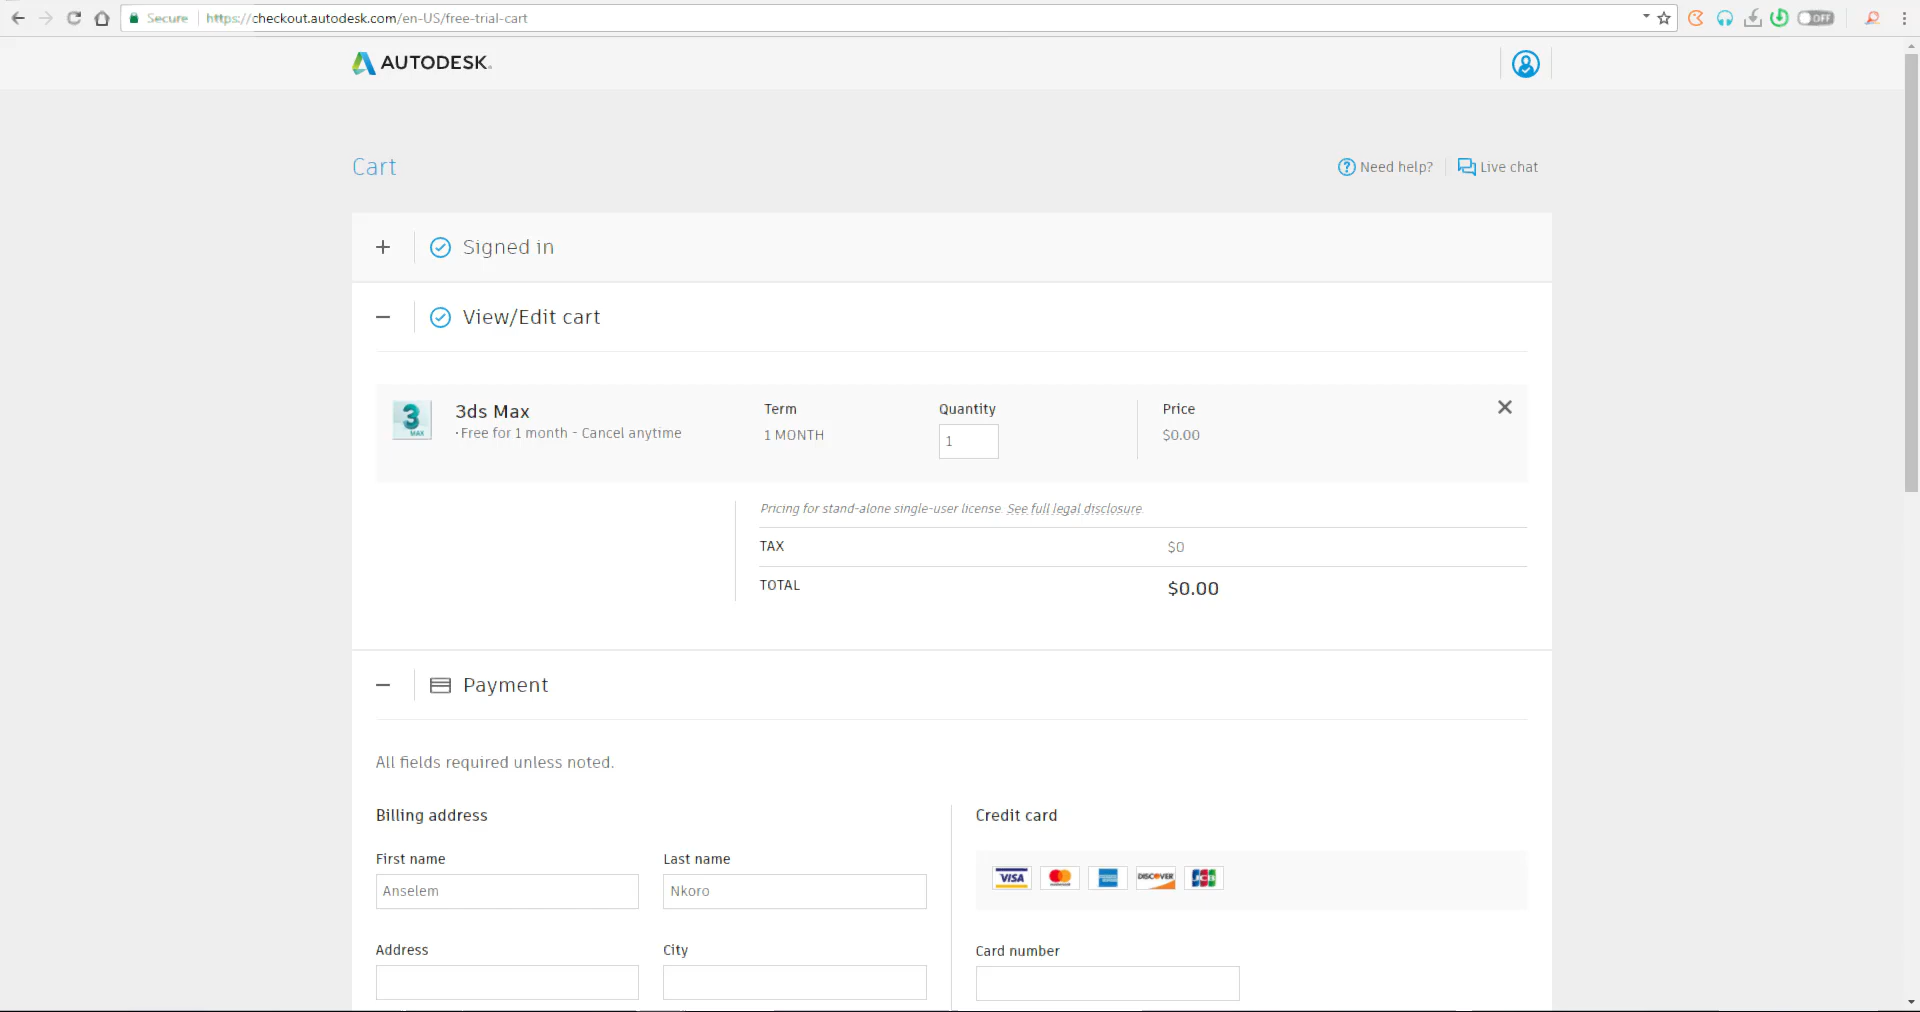 Secure https://checkout.autodesk.com/en-US/free-trial-cart OFF
AUTODESK.
Cart Need help? Live chat
Signed in
View/Edit cart
3ds Max Term Quantity Price
3 MAX · Free for 1 month - Cancel anytime 1 MONTH 1 $0.00
Pricing for stand-alone single-user license. See full legal disclosure.
TAX $0
TOTAL $0.00
Payment
All fields required unless noted.
Billing address Credit card
First name Last name
Anselem Nkoro VISA DISCOVER JCB
Address City Card number